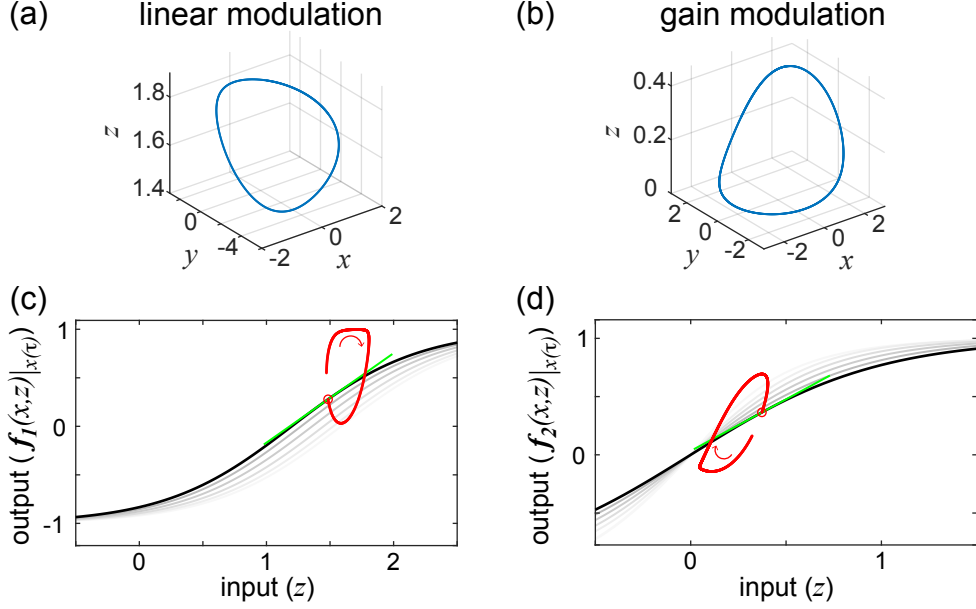 (a) linear modulation
(b) gain modulation
1.8
1.6
1.4
z
0
-2
-4
y
-2
0
2
x
0.4
0.2
0
z
2
0
-2
y
-2
0
2
x
(c)
1
0
-1
output (f1(x,z)|x(τ))
0
1
2
input (z)
(d)
1
0
output (f2(x,z)|x(τ))
0
1
input (z)